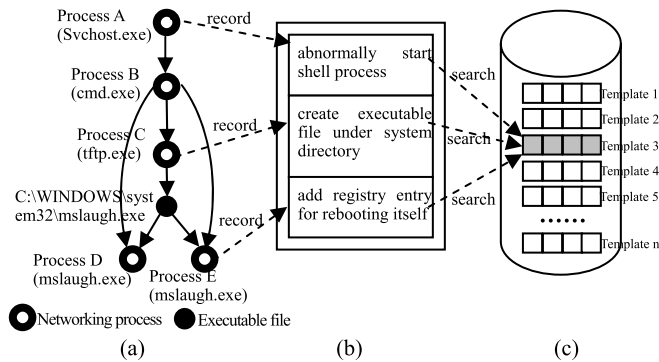 Process A
(Svchost.exe)
Process B
(cmd.exe)
Process C
(tftp.exe)
C:\WINDOWS\syst
em32\mslaugh.exe
Process D
(mslaugh.exe)
Process E
(mslaugh.exe)
Networking process
Executable file
(a)
record
record
record
abnormally start
shell process
create executable
file under system
directory
add registry entry
for rebooting itself
(b)
search
search
search
Template 1
Template 2
Template 3
Template 4
Template 5
......
Template n
(c)